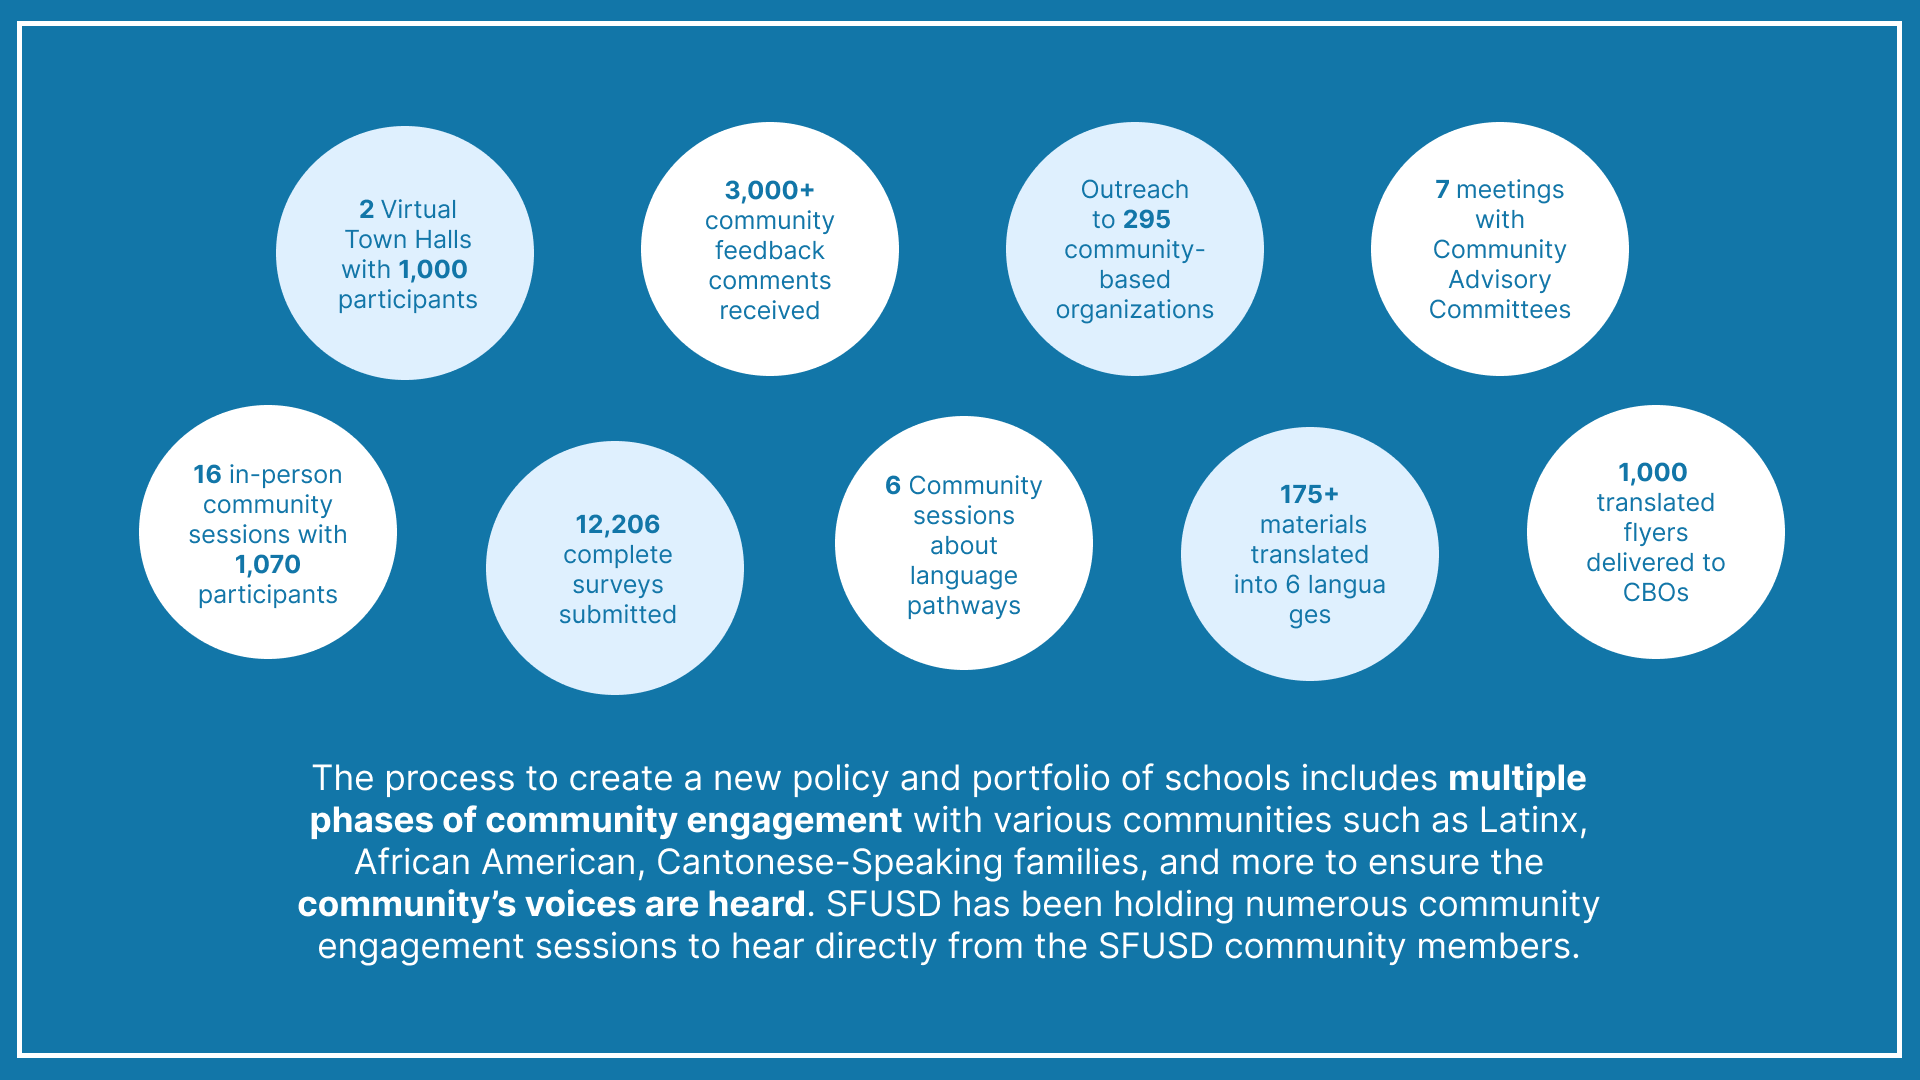 2 Virtual
Town Halls
with 1,000
participants
3,000+
community
feedback
comments
received
Outreach
to 295
community-
based
organizations
7 meetings
with
Community
Advisory
Committees
16 in-person
community
sessions with
1,070
participants
12,206
complete
surveys
submitted
6 Community
sessions
about
language
pathways
175+
materials
translated
into 6 langua
ges
1,000
translated
flyers
delivered to
CBOs
The process to create a new policy and portfolio of schools includes multiple
phases of community engagement with various communities such as Latinx,
African American, Cantonese-Speaking families, and more to ensure the
community’s voices are heard. SFUSD has been holding numerous community
engagement sessions to hear directly from the SFUSD community members.